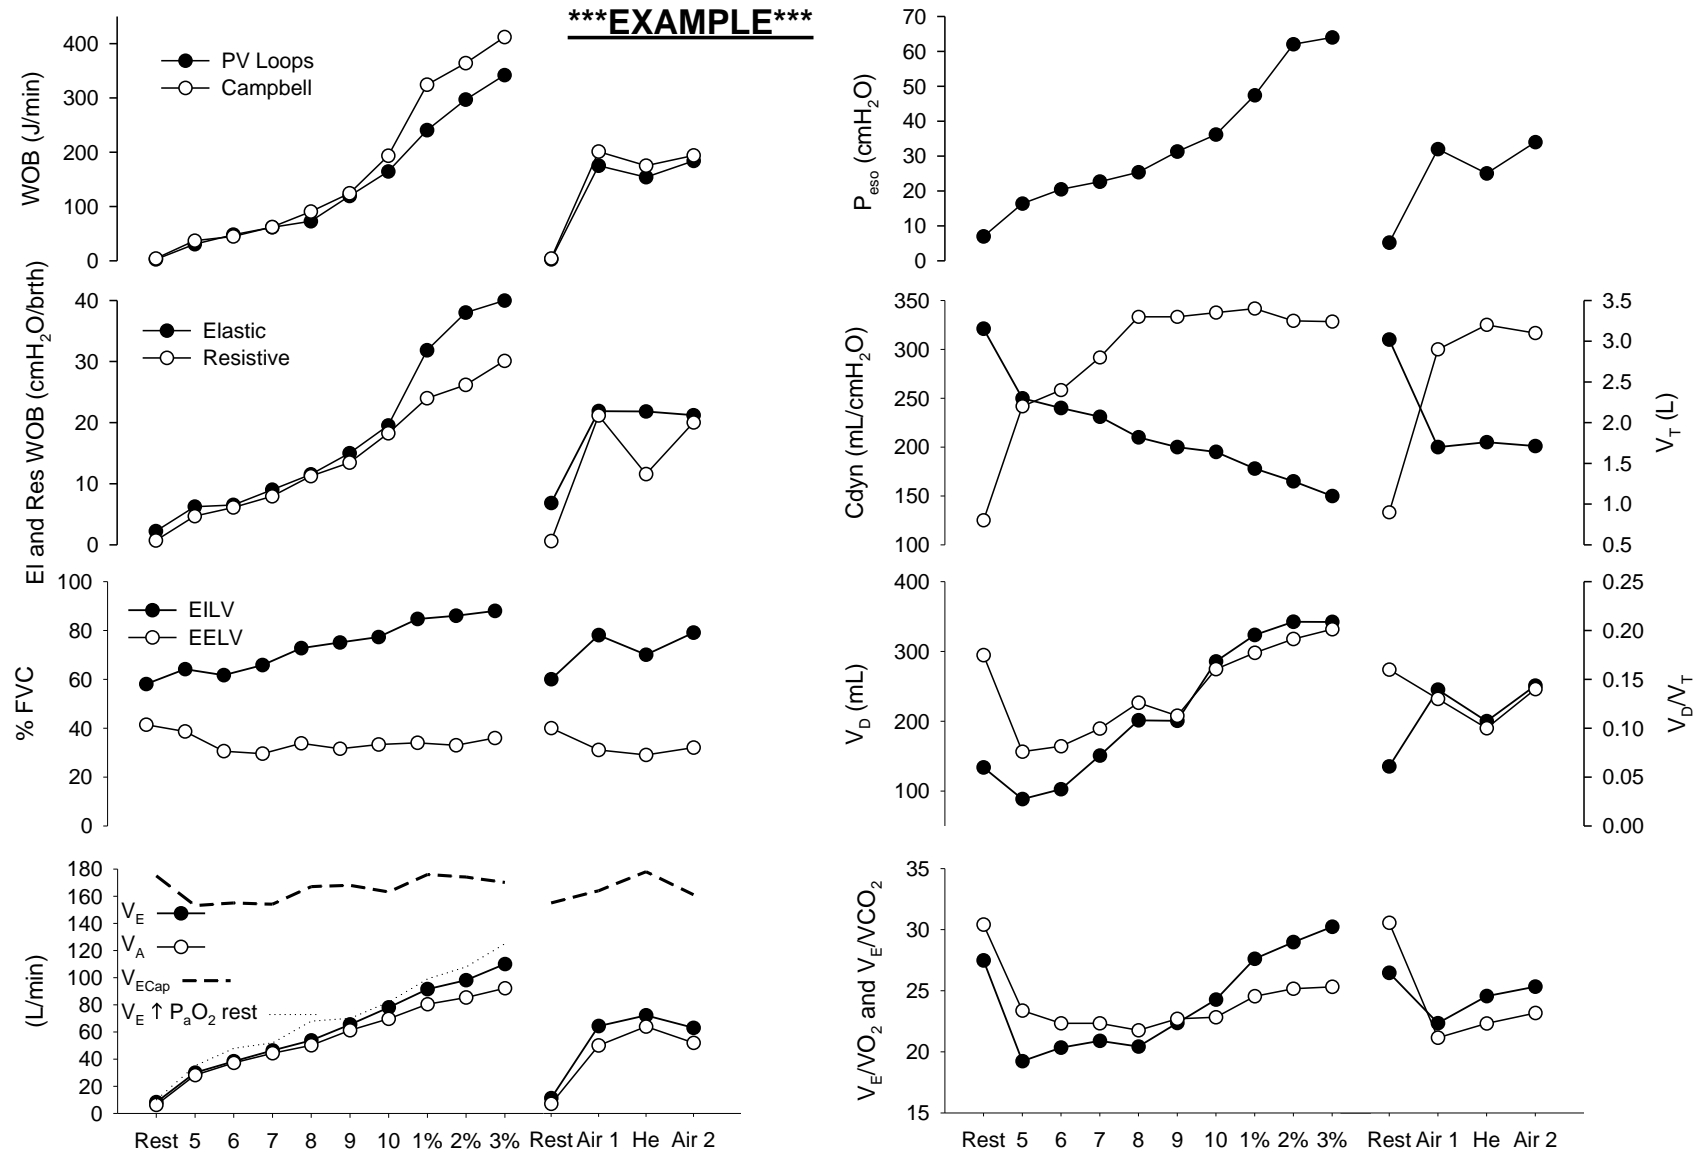 ***EXAMPLE***
WOB (J/min)
400
300
200
100
0
PV Loops
Campbell
P_eso (cmH2O)
70
60
50
40
30
20
10
0
El and Res WOB (cmH2O/brth)
40
30
20
10
0
Elastic
Resistive
Cdyn (mL/cmH2O)
350
300
250
200
150
100
3.5
3.0
2.5
2.0
1.5
1.0
0.5
V_T (L)
% FVC
100
80
60
40
20
0
EILV
EELV
V_D (mL)
400
300
200
100
0.25
0.20
0.15
0.10
0.05
0.00
V_D/V_T
(L/min)
180
160
140
120
100
80
60
40
20
0
V_E
V_A
V_ECap
V_E ↑ P_aO2 rest
Rest 5 6 7 8 9 10 1% 2% 3% Rest Air 1 He Air 2
V_E/VO2 and V_E/VCO2
35
30
25
20
15
Rest 5 6 7 8 9 10 1% 2% 3% Rest Air 1 He Air 2